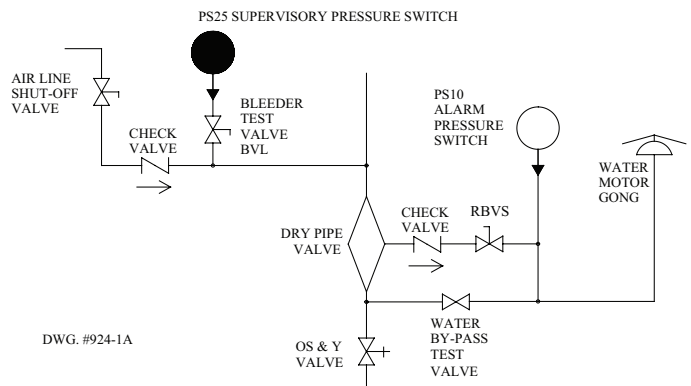 PS25 SUPERVISORY PRESSURE SWITCH
AIR LINE
SHUT-OFF
VALVE
BLEEDER
TEST
VALVE
BVL
CHECK
VALVE
PS10
ALARM
PRESSURE
SWITCH
WATER
MOTOR
GONG
DRY PIPE
VALVE
CHECK
VALVE
RBVS
WATER
BY-PASS
TEST
VALVE
OS & Y
VALVE
DWG. #924-1A